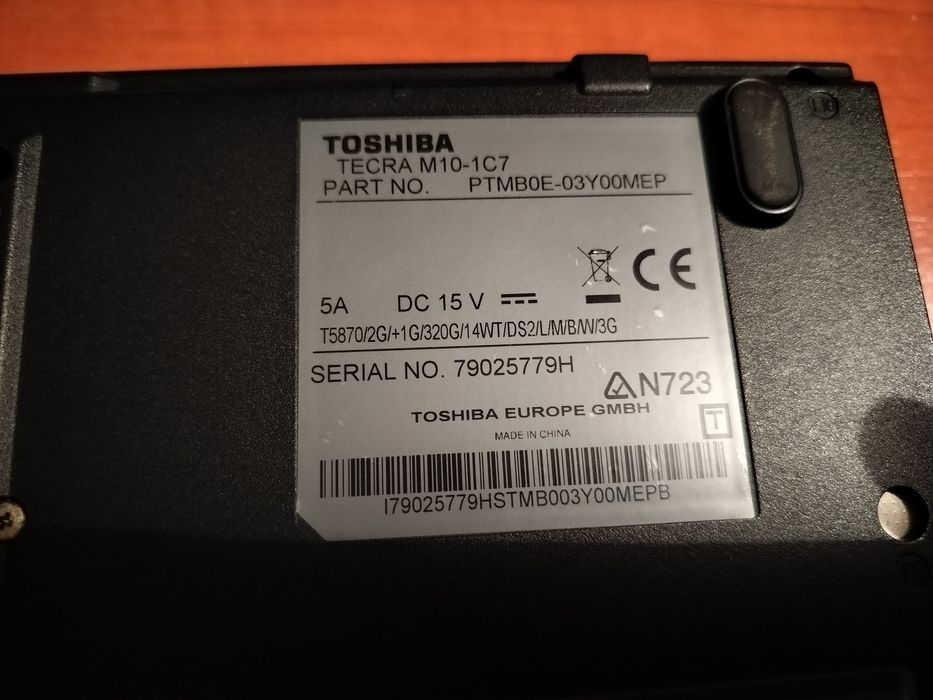 TOSHIBA
TECRA M10-1C7
PART NO. PTMB0E-03Y00MEP
CE
5A DC 15 V
T5870/2G/+1G/320G/14WT/DS2/L/M/B/W/3G
SERIAL NO. 79025779H
N723
TOSHIBA EUROPE GMBH
T
MADE IN CHINA
I79025779HSTMB003Y00MEPB